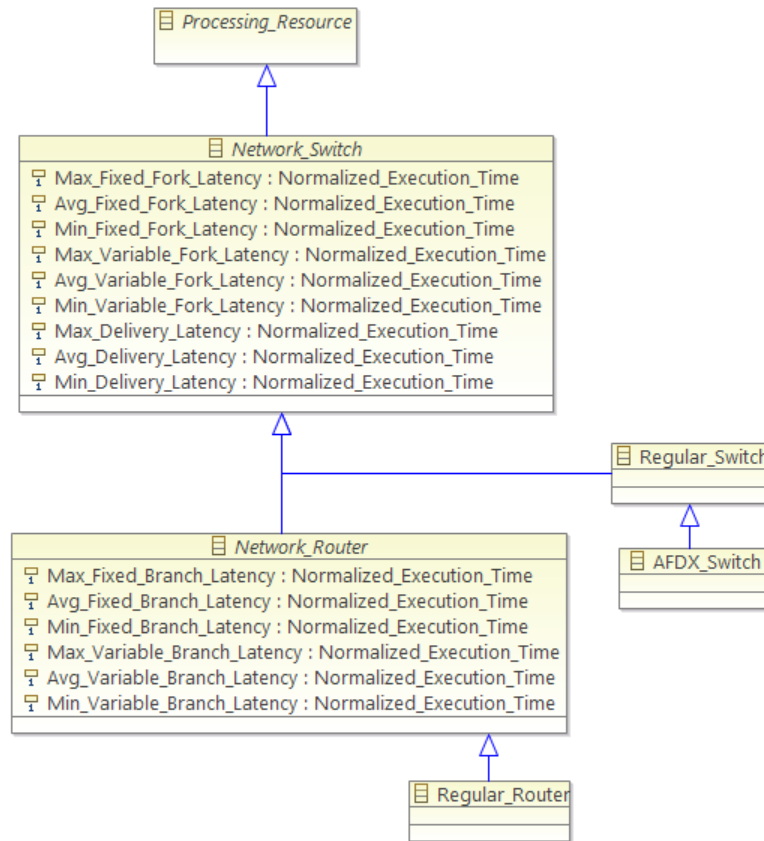 Processing_Resource
Network_Switch
Max_Fixed_Fork_Latency : Normalized_Execution_Time
Avg_Fixed_Fork_Latency : Normalized_Execution_Time
Min_Fixed_Fork_Latency : Normalized_Execution_Time
Max_Variable_Fork_Latency : Normalized_Execution_Time
Avg_Variable_Fork_Latency : Normalized_Execution_Time
Min_Variable_Fork_Latency : Normalized_Execution_Time
Max_Delivery_Latency : Normalized_Execution_Time
Avg_Delivery_Latency : Normalized_Execution_Time
Min_Delivery_Latency : Normalized_Execution_Time
Regular_Switch
Network_Router
AFDX_Switch
Max_Fixed_Branch_Latency : Normalized_Execution_Time
Avg_Fixed_Branch_Latency : Normalized_Execution_Time
Min_Fixed_Branch_Latency : Normalized_Execution_Time
Max_Variable_Branch_Latency : Normalized_Execution_Time
Avg_Variable_Branch_Latency : Normalized_Execution_Time
Min_Variable_Branch_Latency : Normalized_Execution_Time
Regular_Router